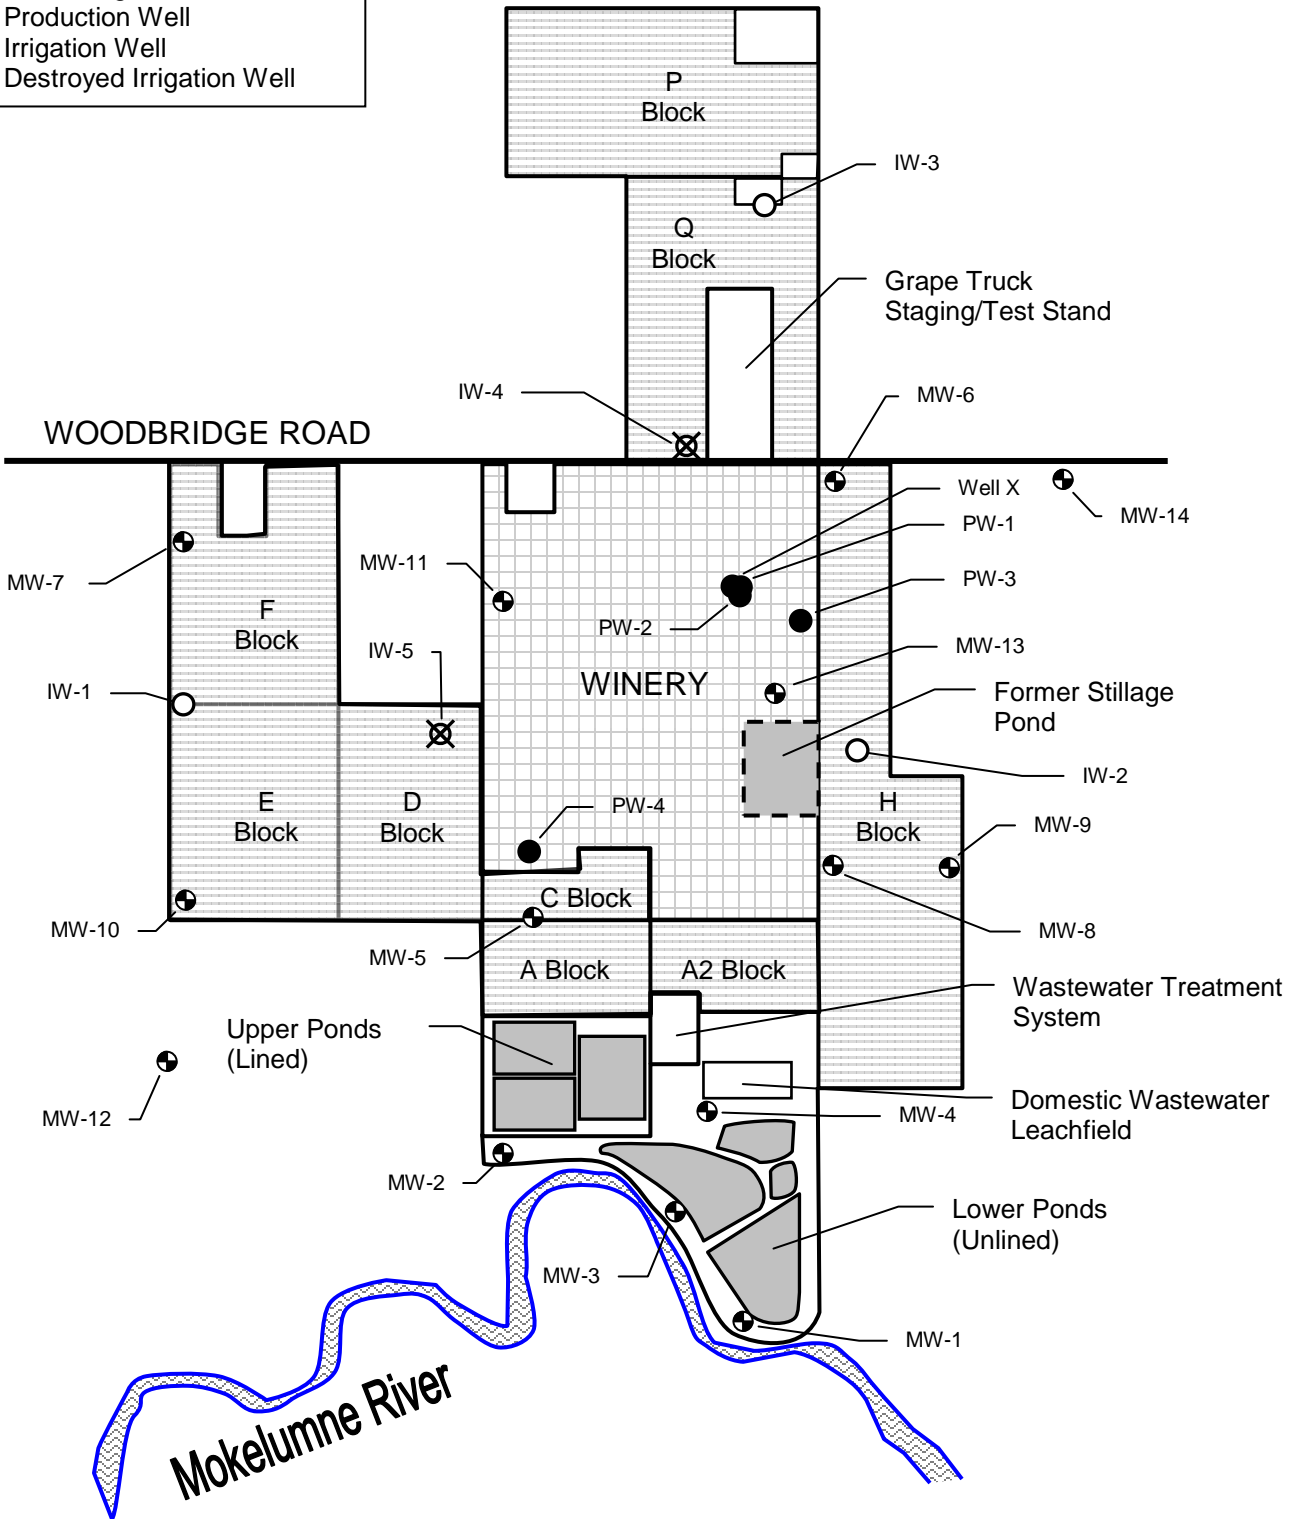 Production Well
Irrigation Well
Destroyed Irrigation Well
P
Block
IW-3
Q
Block
Grape Truck
Staging/Test Stand
IW-4
MW-6
WOODBRIDGE ROAD
Well X
MW-14
PW-1
MW-11
MW-7
PW-3
F
Block
PW-2
IW-5
MW-13
WINERY
IW-1
Former Stillage
Pond
IW-2
E
Block
D
Block
PW-4
H
Block
MW-9
C Block
MW-10
MW-8
MW-5
A Block
A2 Block
Wastewater Treatment
System
Upper Ponds
(Lined)
MW-12
MW-4
Domestic Wastewater
Leachfield
MW-2
Lower Ponds
(Unlined)
MW-3
MW-1
Mokelumne River